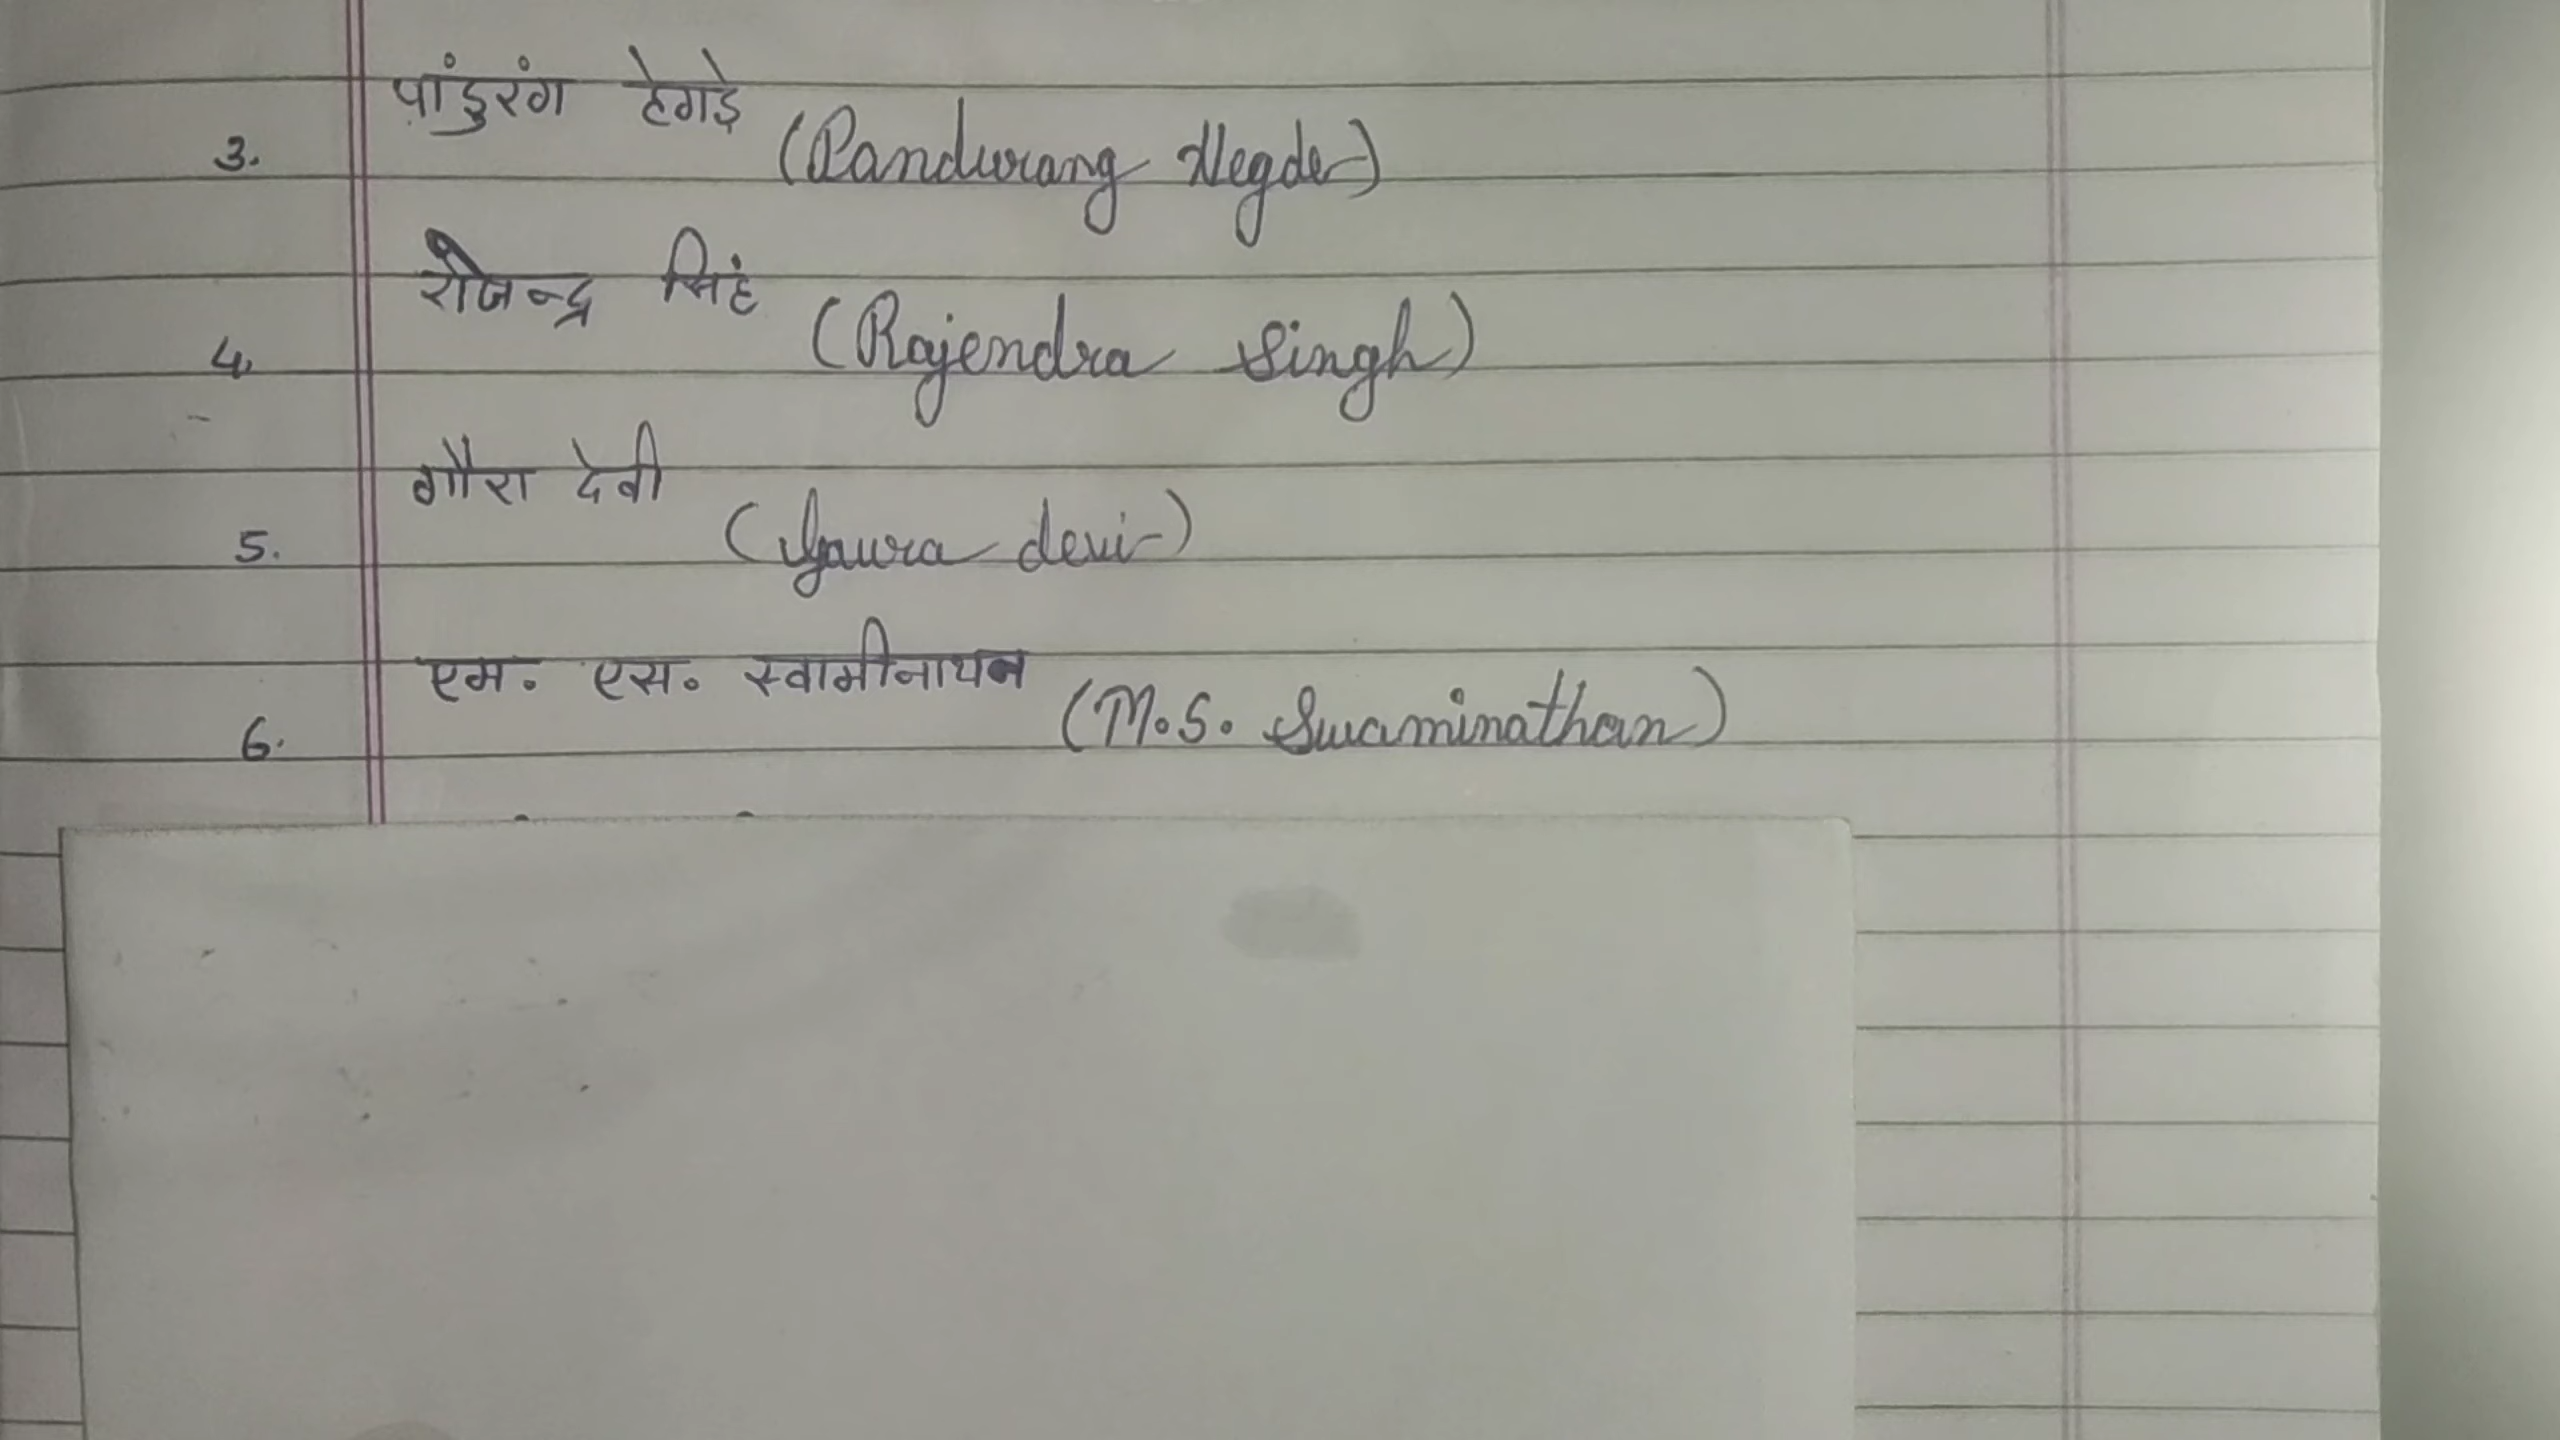 पांडुरंग हेगड़े
3. (Pandurang Hegde)
राजेन्द्र सिंह
4. (Rajendra Singh)
गौरा देवी
5. (Gaura devi)
एम. एस. स्वामीनाथन
6. (M.S. Swaminathan)